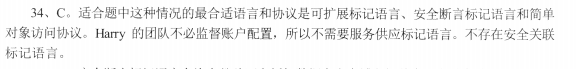 34、C。适合题中这种情况的最合适语言和协议是可扩展标记语言、安全断言标记语言和简单
对象访问协议。Harry 的团队不必监督账户配置，所以不需要服务供应标记语言。不存在安全关联
标记语言。